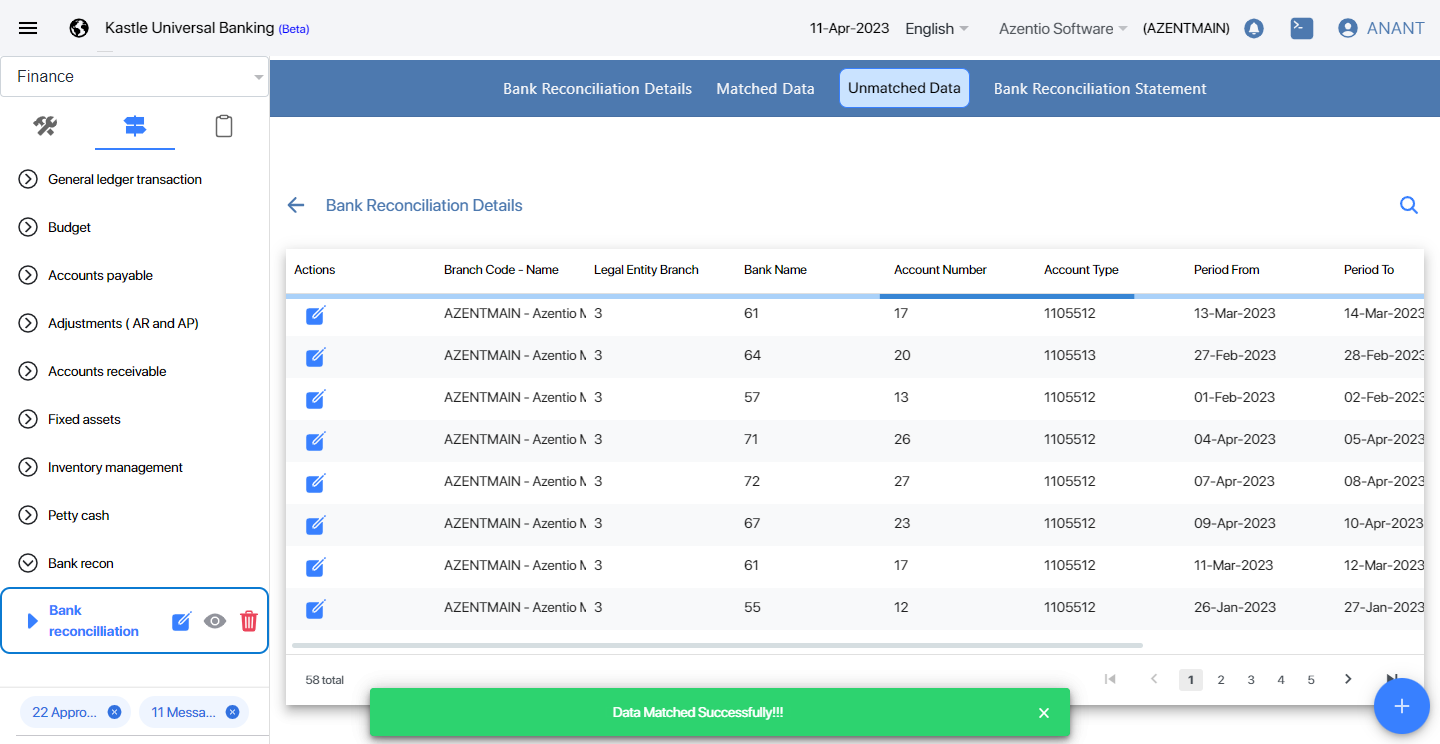 Kastle Universal Banking (Beta)
11-Apr-2023 English Azentio Software (AZENTMAIN) ANANT
Finance
Bank Reconciliation Details Matched Data Unmatched Data Bank Reconciliation Statement
General ledger transaction
Budget
Accounts payable
Adjustments ( AR and AP)
Accounts receivable
Fixed assets
Inventory management
Petty cash
Bank recon
Bank
reconcilliation
22 Appro... 11 Messa...
Bank Reconciliation Details
Actions Branch Code - Name Legal Entity Branch Bank Name Account Number Account Type Period From Period To
AZENTMAIN - Azentio M 3 61 17 1105512 13-Mar-2023 14-Mar-2023
AZENTMAIN - Azentio M 3 64 20 1105513 27-Feb-2023 28-Feb-2023
AZENTMAIN - Azentio M 3 57 13 1105512 01-Feb-2023 02-Feb-2023
AZENTMAIN - Azentio M 3 71 26 1105512 04-Apr-2023 05-Apr-2023
AZENTMAIN - Azentio M 3 72 27 1105512 07-Apr-2023 08-Apr-2023
AZENTMAIN - Azentio M 3 67 23 1105512 09-Apr-2023 10-Apr-2023
AZENTMAIN - Azentio M 3 61 17 1105512 11-Mar-2023 12-Mar-2023
AZENTMAIN - Azentio M 3 55 12 1105512 26-Jan-2023 27-Jan-2023
58 total 1 2 3 4 5
Data Matched Successfully!!!